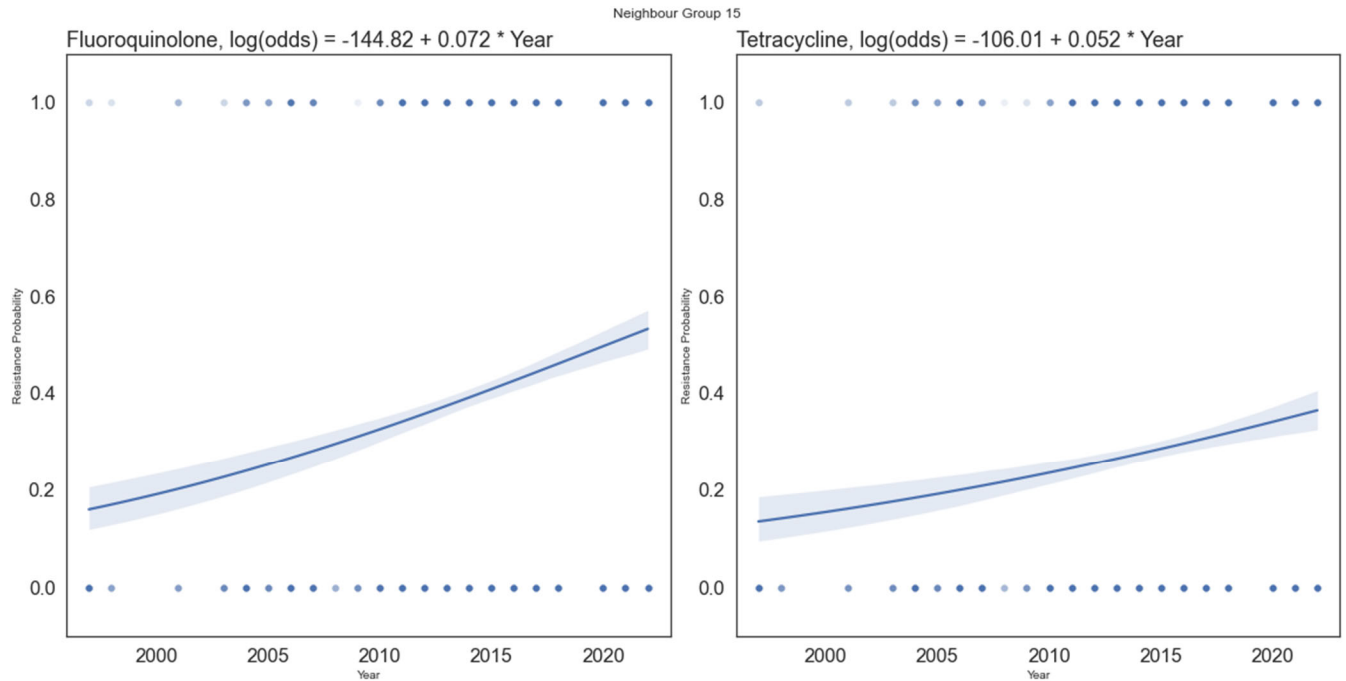 Neighbour Group 15
Fluoroquinolone, log(odds) = -144.82 + 0.072 * Year
1.0
0.8
0.6
0.4
0.2
0.0
Resistance Probability
2000 2005 2010 2015 2020
Year
Tetracycline, log(odds) = -106.01 + 0.052 * Year
1.0
0.8
0.6
0.4
0.2
0.0
Resistance Probability
2000 2005 2010 2015 2020
Year